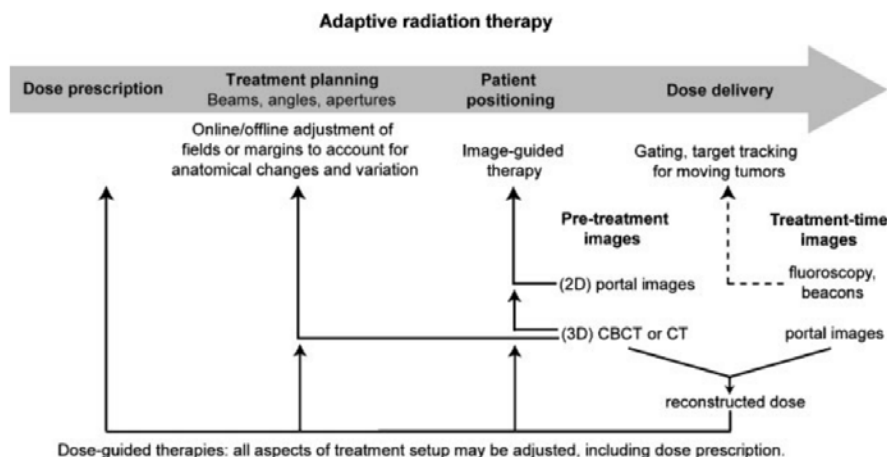 Adaptive radiation therapy
Dose prescription
Treatment planning
Beams, angles, apertures
Patient
positioning
Dose delivery
Online/offline adjustment of
fields or margins to account for
anatomical changes and variation
Image-guided
therapy
Gating, target tracking
for moving tumors
Pre-treatment
images
Treatment-time
images
(2D) portal images
fluoroscopy,
beacons
(3D) CBCT or CT
portal images
reconstructed dose
Dose-guided therapies: all aspects of treatment setup may be adjusted, including dose prescription.